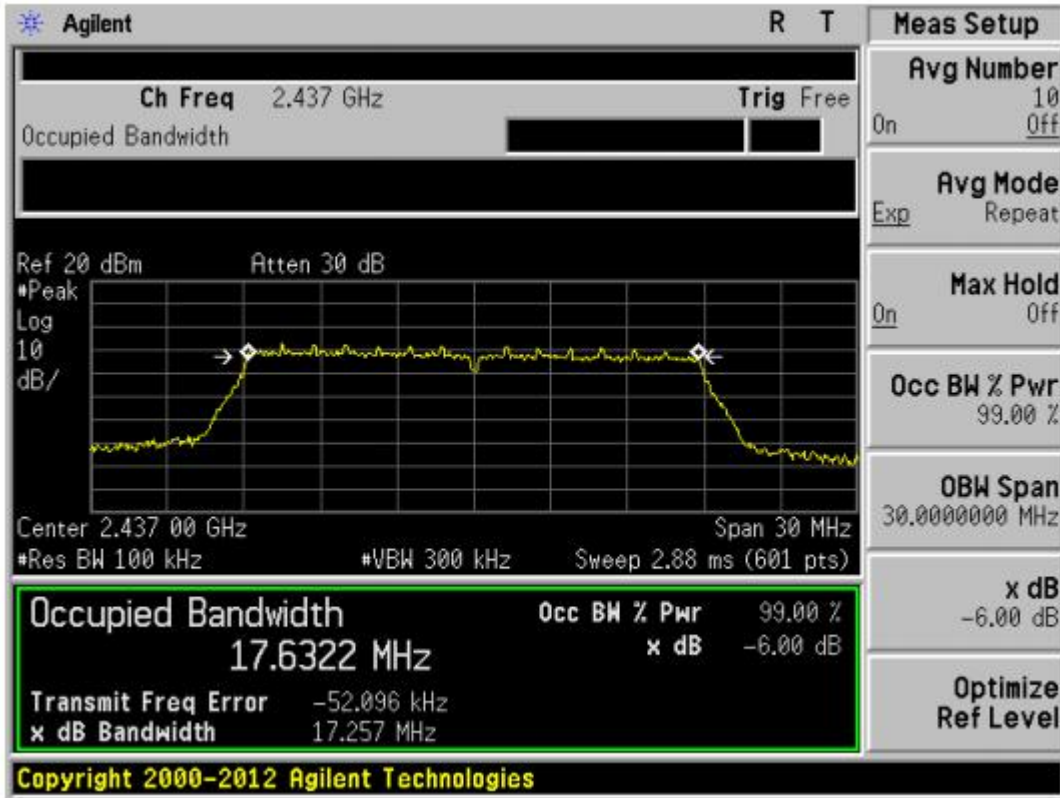 Agilent R T
Ch Freq 2.437 GHz Trig Free
Occupied Bandwidth
Ref 20 dBm Atten 30 dB
#Peak
Log
10
dB/
Center 2.437 00 GHz Span 30 MHz
#Res BW 100 kHz #VBW 300 kHz Sweep 2.88 ms (601 pts)
Occupied Bandwidth
17.6322 MHz
Occ BW % Pwr 99.00 %
x dB -6.00 dB
Transmit Freq Error -52.096 kHz
x dB Bandwidth 17.257 MHz
Copyright 2000-2012 Agilent Technologies
Meas Setup
Avg Number
10
On Off
Avg Mode
Exp Repeat
Max Hold
On Off
Occ BW % Pwr
99.00 %
OBW Span
30.0000000 MHz
x dB
-6.00 dB
Optimize
Ref Level